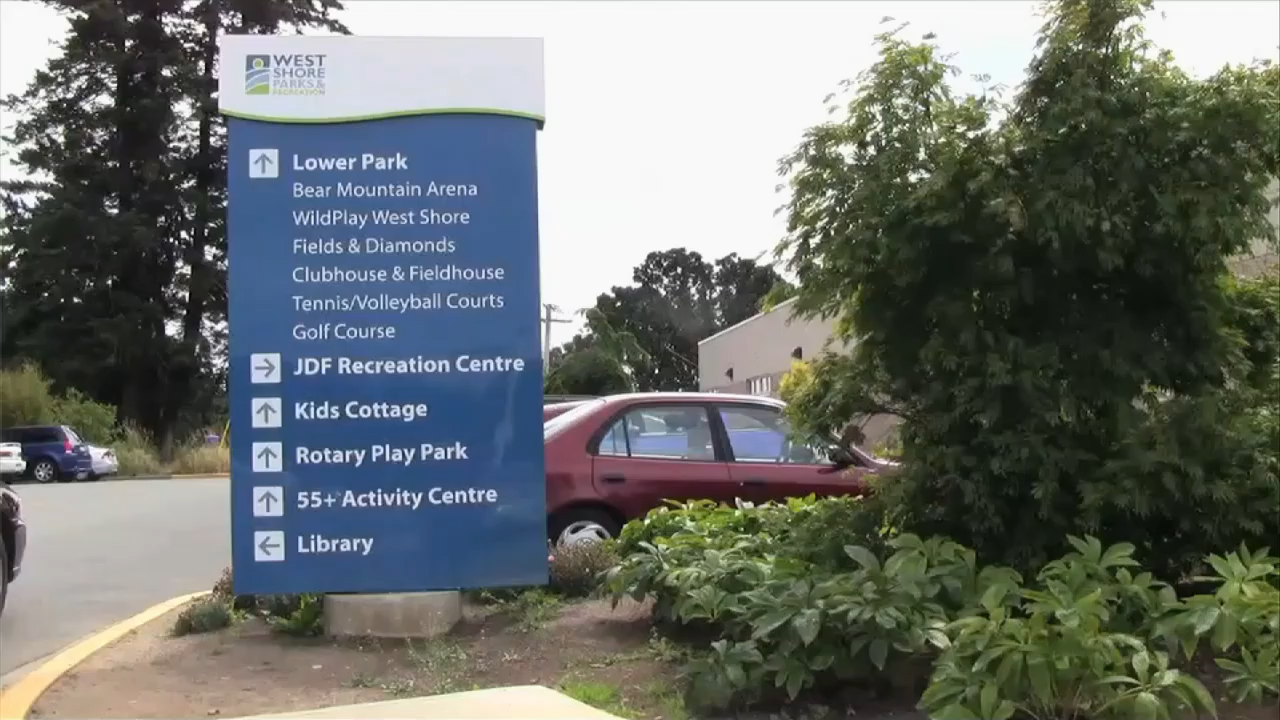 WEST
SHORE
PARKS &
RECREATION
Lower Park
Bear Mountain Arena
WildPlay West Shore
Fields & Diamonds
Clubhouse & Fieldhouse
Tennis/Volleyball Courts
Golf Course
JDF Recreation Centre
Kids Cottage
Rotary Play Park
55+ Activity Centre
Library